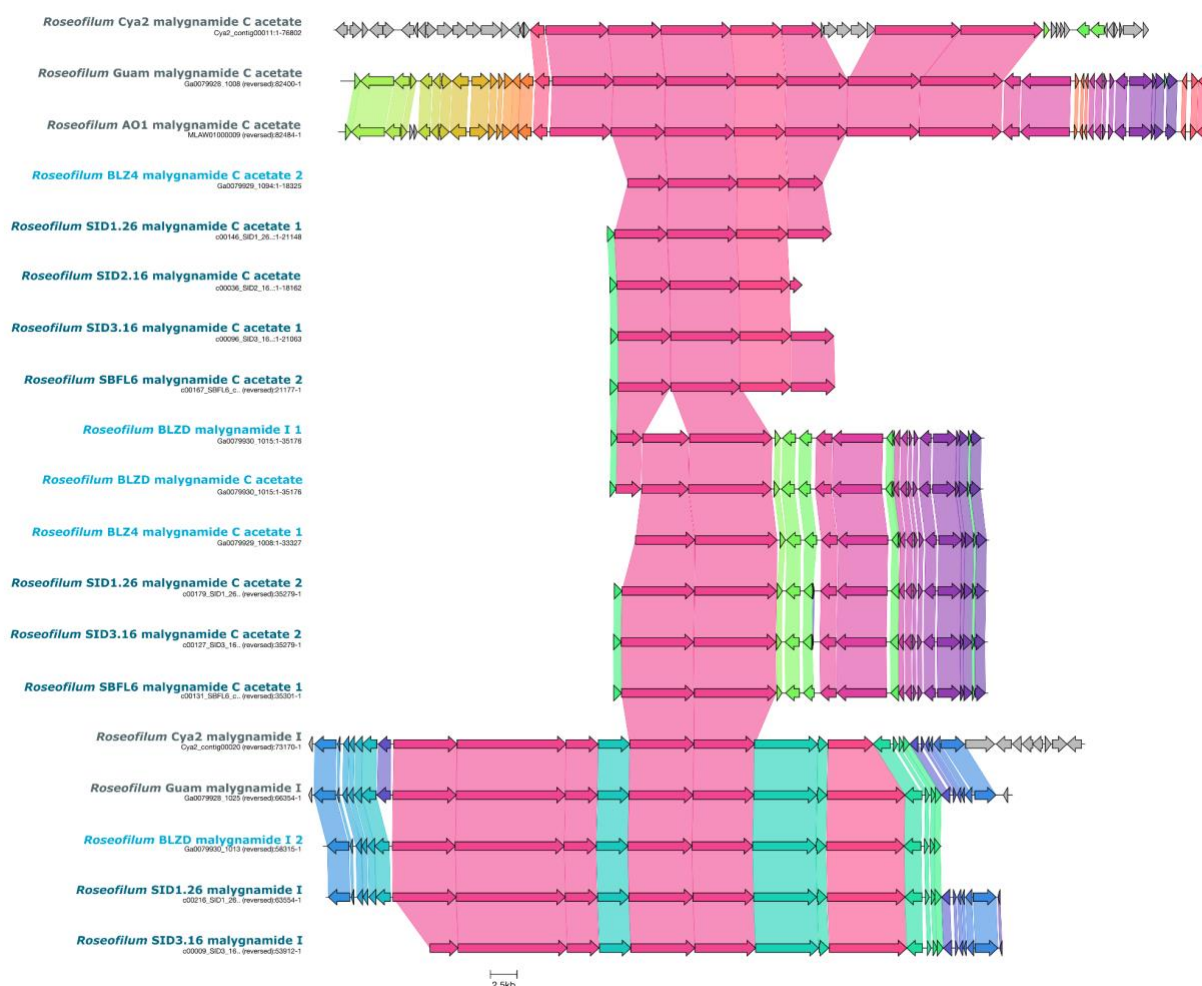 Roseofilum Cya2 malygnamide C acetate
Cya2_contig00011:1-76802
Roseofilum Guam malygnamide C acetate
Ga0079928_1008 (reversed):82400-1
Roseofilum AO1 malygnamide C acetate
MLAW01000009 (reversed):82484-1
Roseofilum BLZ4 malygnamide C acetate 2
Ga0079929_1094:1-18325
Roseofilum SID1.26 malygnamide C acetate 1
c00146_SID1_26..:1-21148
Roseofilum SID2.16 malygnamide C acetate
c00036_SID2_16..:1-18162
Roseofilum SID3.16 malygnamide C acetate 1
c00096_SID3_16..:1-21063
Roseofilum SBFL6 malygnamide C acetate 2
c00167_SBFL6_c.. (reversed):21177-1
Roseofilum BLZD malygnamide I 1
Ga0079930_1015:1-35176
Roseofilum BLZD malygnamide C acetate
Ga0079930_1015:1-35176
Roseofilum BLZ4 malygnamide C acetate 1
Ga0079929_1008:1-33327
Roseofilum SID1.26 malygnamide C acetate 2
c00179_SID1_26.. (reversed):35279-1
Roseofilum SID3.16 malygnamide C acetate 2
c00127_SID3_16.. (reversed):35279-1
Roseofilum SBFL6 malygnamide C acetate 1
c00131_SBFL6_c.. (reversed):35301-1
Roseofilum Cya2 malygnamide I
Cya2_contig00020 (reversed):73170-1
Roseofilum Guam malygnamide I
Ga0079928_1025 (reversed):66354-1
Roseofilum BLZD malygnamide I 2
Ga0079930_1013 (reversed):58315-1
Roseofilum SID1.26 malygnamide I
c00216_SID1_26.. (reversed):63554-1
Roseofilum SID3.16 malygnamide I
c00009_SID3_16.. (reversed):53912-1
2.5kb